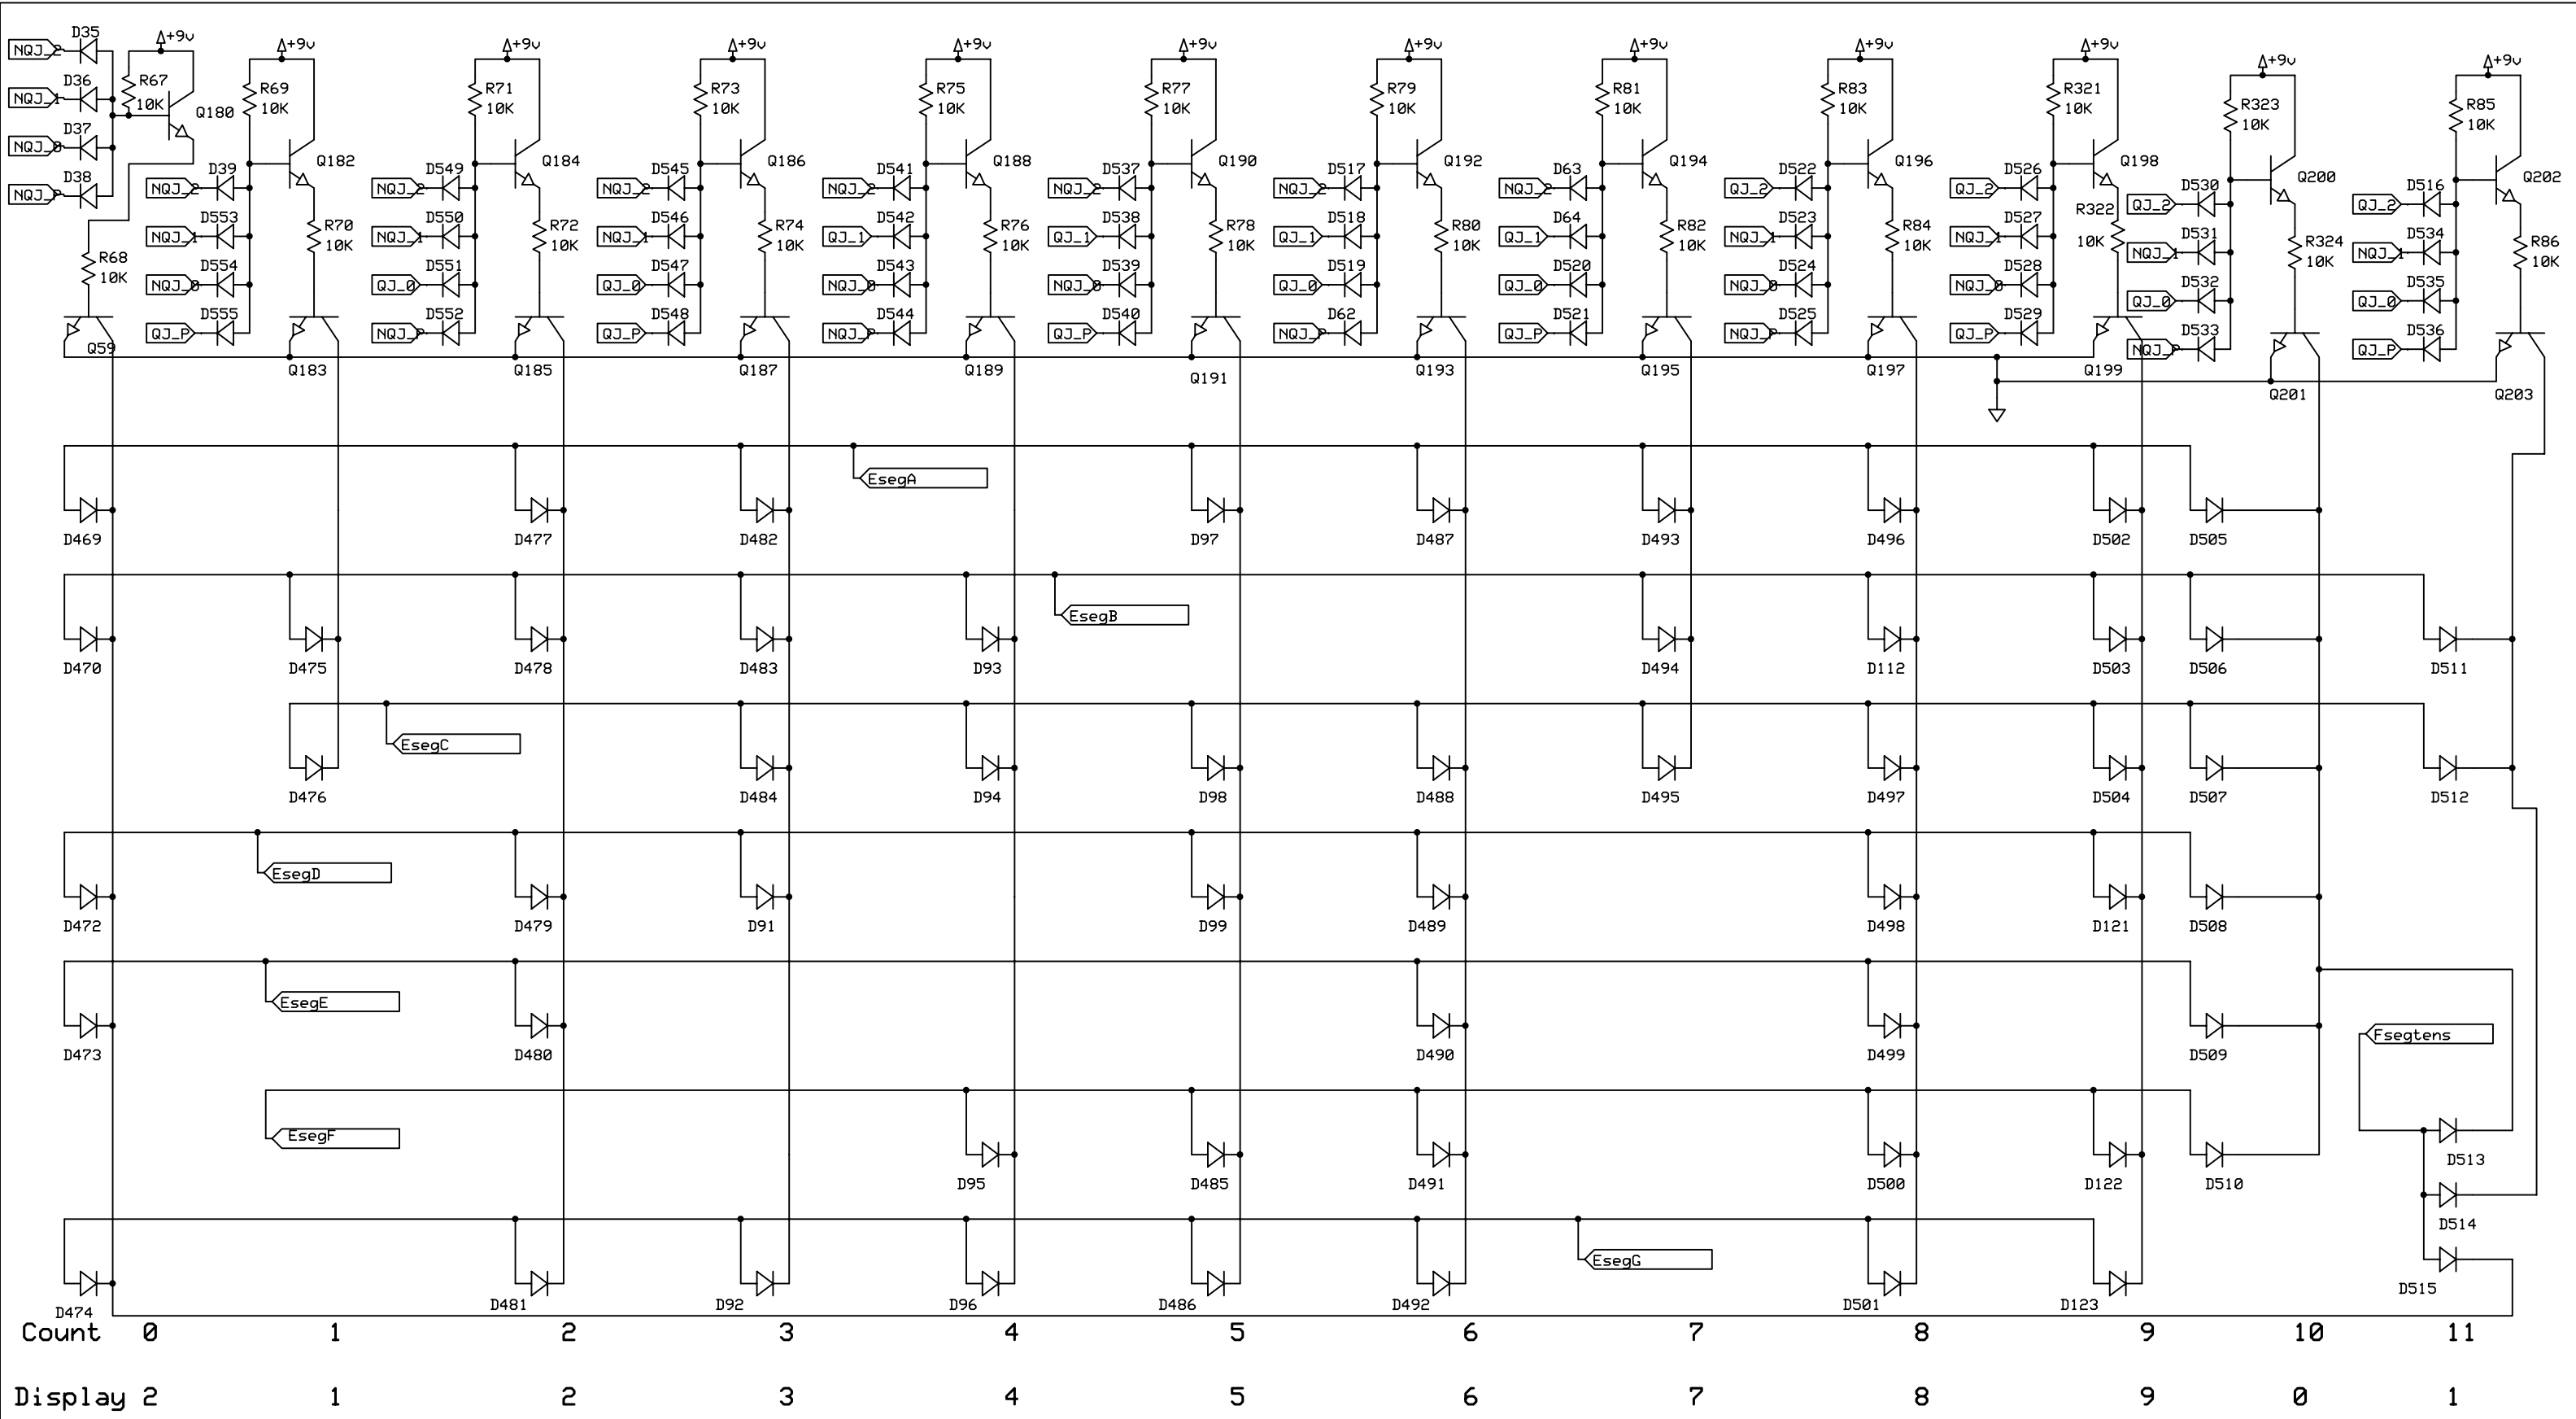 D35 +9v +9v +9v +9v +9v +9v +9v +9v +9v +9v +9v +9v
NQJ_2
D36 R67 R69 R71 R73 R75 R77 R79 R81 R83 R321 R323 R85
NQJ_1 10K 10K 10K 10K 10K 10K 10K 10K 10K 10K 10K 10K
Q180
D37
NQJ_0
Q182 Q184 Q186 Q188 Q190 Q192 Q194 Q196 Q198 Q200 Q202
D38 D39 D549 D545 D541 D537 D517 D63 D522 D526 D530 D516
NQJ_P NQJ_2 NQJ_2 NQJ_2 NQJ_2 NQJ_2 NQJ_2 NQJ_2 QJ_2 QJ_2 QJ_2 QJ_2
D553 R70 D550 R72 D546 R74 D542 R76 D538 R78 D518 R80 D64 R82 D523 R84 D527 R322 D531 R324 D534 R86
NQJ_1 10K NQJ_1 10K NQJ_1 10K QJ_1 10K QJ_1 10K QJ_1 10K QJ_1 10K NQJ_1 10K NQJ_1 10K NQJ_1 10K NQJ_1 10K
R68 D554 D551 D547 D543 D539 D519 D520 D524 D528 D532 D535
10K NQJ_0 QJ_0 QJ_0 NQJ_0 NQJ_0 QJ_0 QJ_0 NQJ_0 NQJ_0 QJ_0 QJ_0
D555 D552 D548 D544 D540 D62 D521 D525 D529 D533 D536
QJ_P NQJ_P QJ_P NQJ_P QJ_P NQJ_P QJ_P NQJ_P QJ_P NQJ_P QJ_P
Q59 Q183 Q185 Q187 Q189 Q191 Q193 Q195 Q197 Q199 Q201 Q203
EsegA
D469 D477 D482 D97 D487 D493 D496 D502 D505
EsegB
D470 D475 D478 D483 D93 D494 D112 D503 D506 D511
EsegC
D476 D484 D94 D98 D488 D495 D497 D504 D507 D512
EsegD
D472 D479 D91 D99 D489 D498 D121 D508
EsegE
Fsegtens
D473 D480 D490 D499 D509
EsegF
D95 D485 D491 D500 D122 D510 D513
D514
EsegG
D515
D474 D481 D92 D96 D486 D492 D501 D123
Count 0 1 2 3 4 5 6 7 8 9 10 11
Display 2 1 2 3 4 5 6 7 8 9 0 1